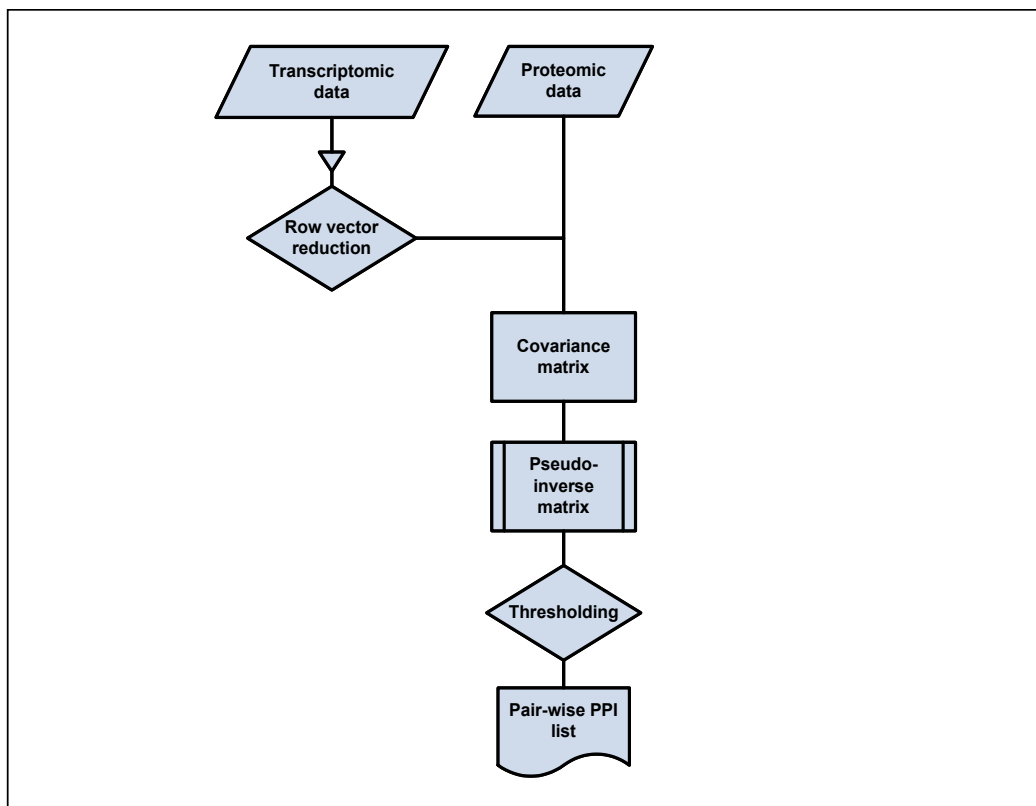 Transcriptomic
data
Proteomic
data
Row vector
reduction
Covariance
matrix
Pseudo-
inverse
matrix
Thresholding
Pair-wise PPI
list